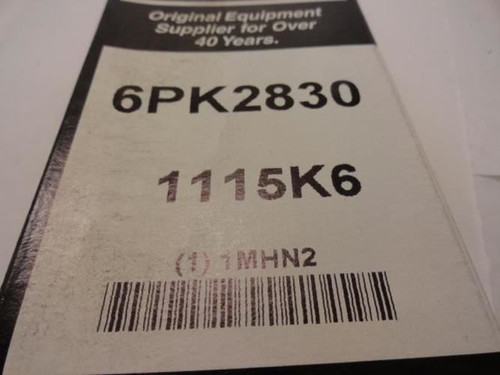 Original Equipment
Supplier for Over
40 Years.
6PK2830
1115K6
(1) 1MHN2